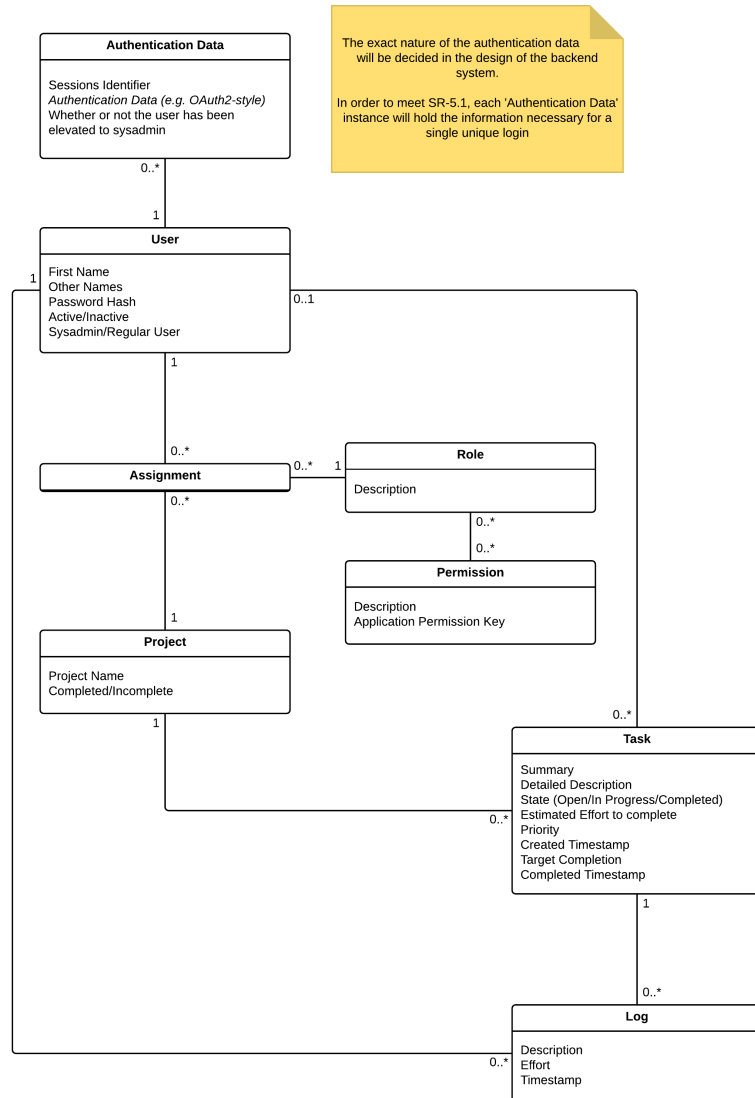 Authentication Data
Sessions Identifier
Authentication Data (e.g. OAuth2-style)
Whether or not the user has been
elevated to sysadmin
The exact nature of the authentication data
will be decided in the design of the backend
system.
In order to meet SR-5.1, each 'Authentication Data'
instance will hold the information necessary for a
single unique login
0..*
1
User
First Name
Other Names
Password Hash
Active/Inactive
Sysadmin/Regular User
1
0..1
1
0..*
Assignment
0..*
1
Role
Description
0..*
0..*
Permission
Description
Application Permission Key
0..*
1
Project
Project Name
Completed/Incomplete
1
0..*
0..*
Task
Summary
Detailed Description
State (Open/In Progress/Completed)
Estimated Effort to complete
Priority
Created Timestamp
Target Completion
Completed Timestamp
1
0..*
Log
Description
Effort
Timestamp
0..*